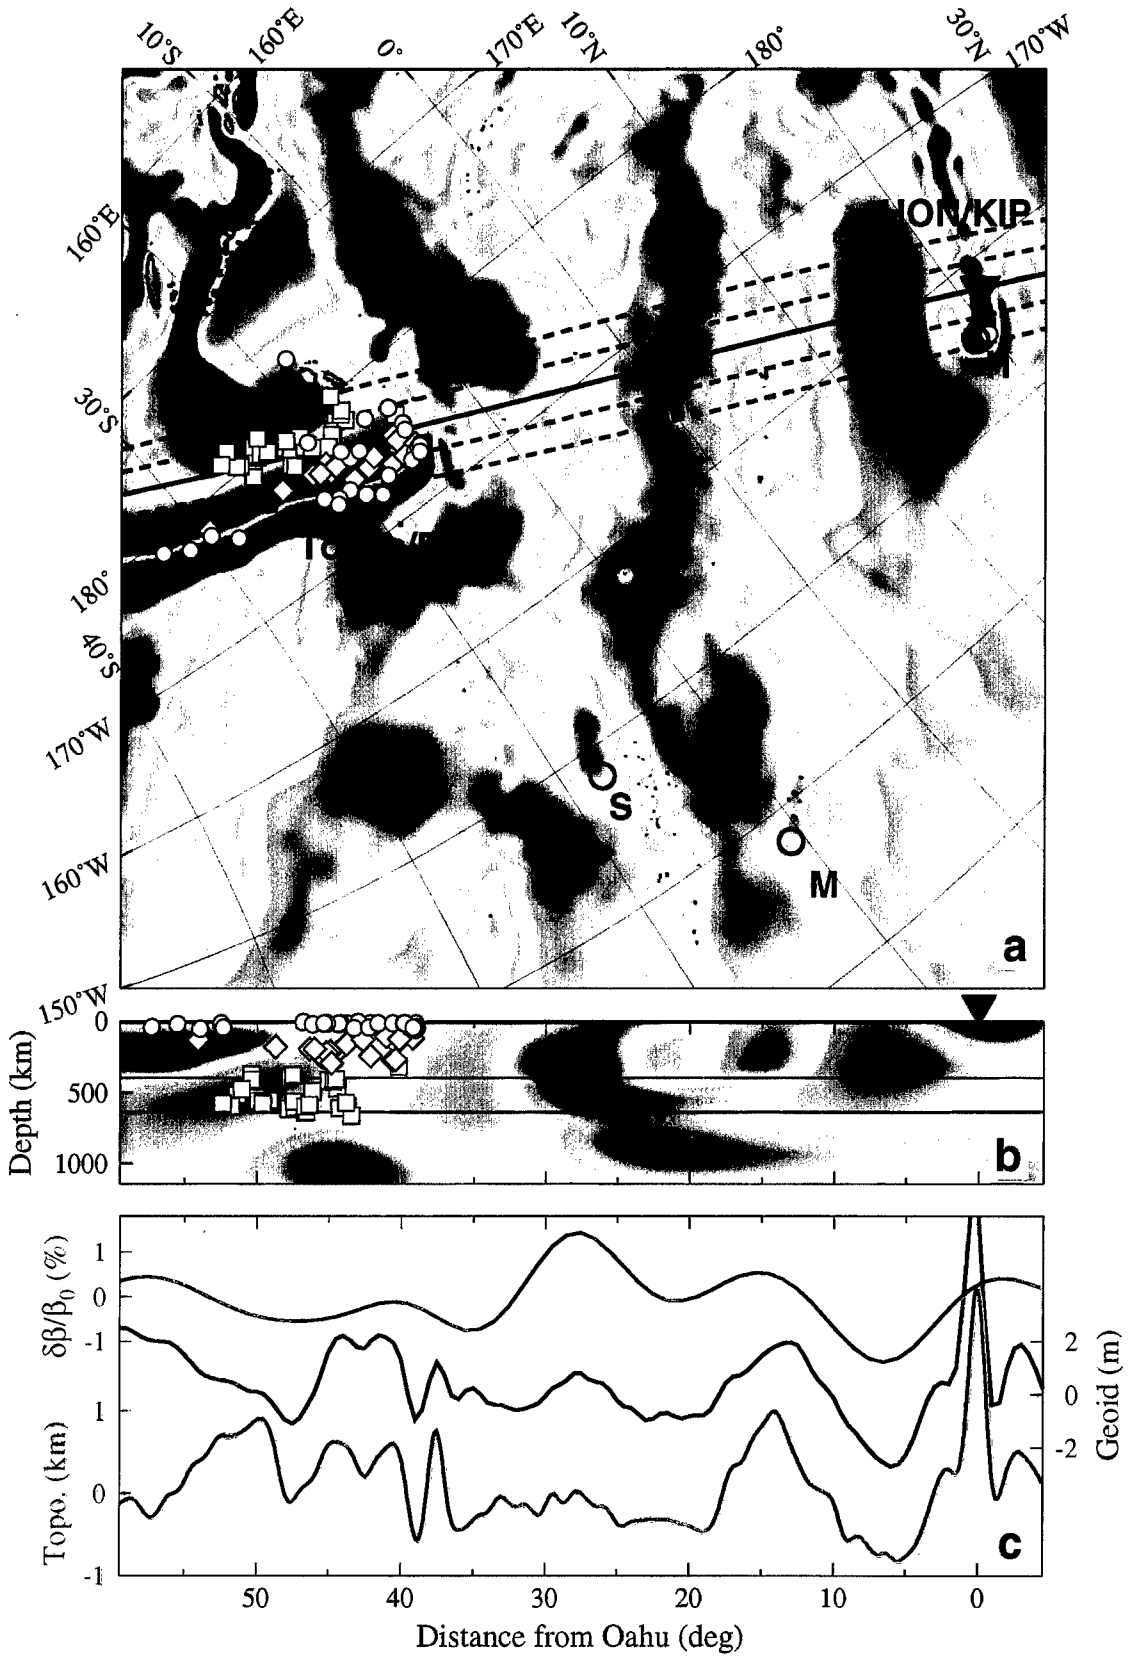 10°S 160°E 0° 170°E 10°N 180° 30°N 170°W
160°E
30°S
180°
40°S
170°W
160°W
150°W
S
M
a
0
500
1000
Depth (km)
b
1
0
-1
δβ/β₀ (%)
1
0
-1
Topo. (km)
2
0
-2
Geoid (m)
c
50 40 30 20 10 0
Distance from Oahu (deg)